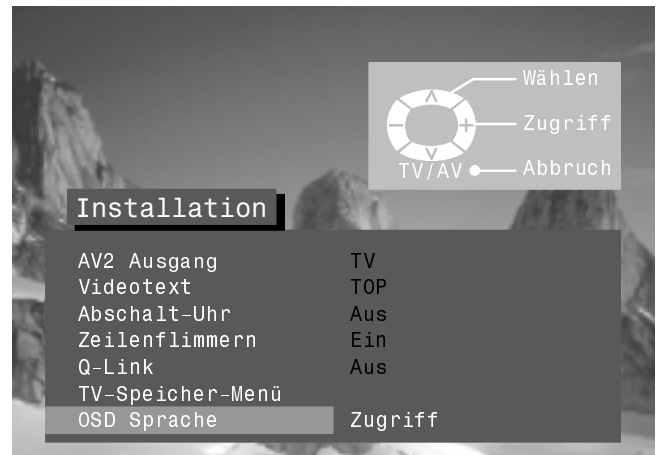 Wählen
Zugriff
TV/AV Abbruch
Installation
AV2 Ausgang TV
Videotext TOP
Abschalt-Uhr Aus
Zeilenflimmern Ein
Q-Link Aus
TV-Speicher-Menü
OSD Sprache Zugriff